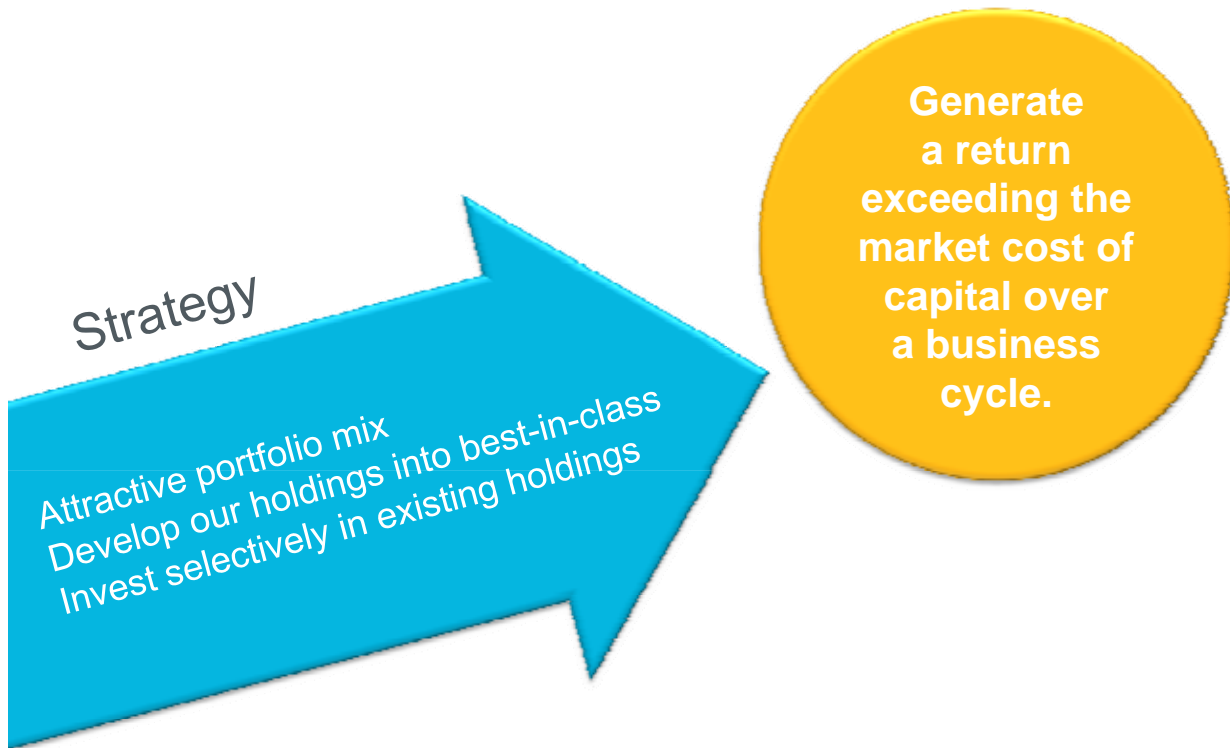 Strategy
Attractive portfolio mix
Develop our holdings into best-in-class
Invest selectively in existing holdings
Generate
a return
exceeding the
market cost of
capital over
a business
cycle.